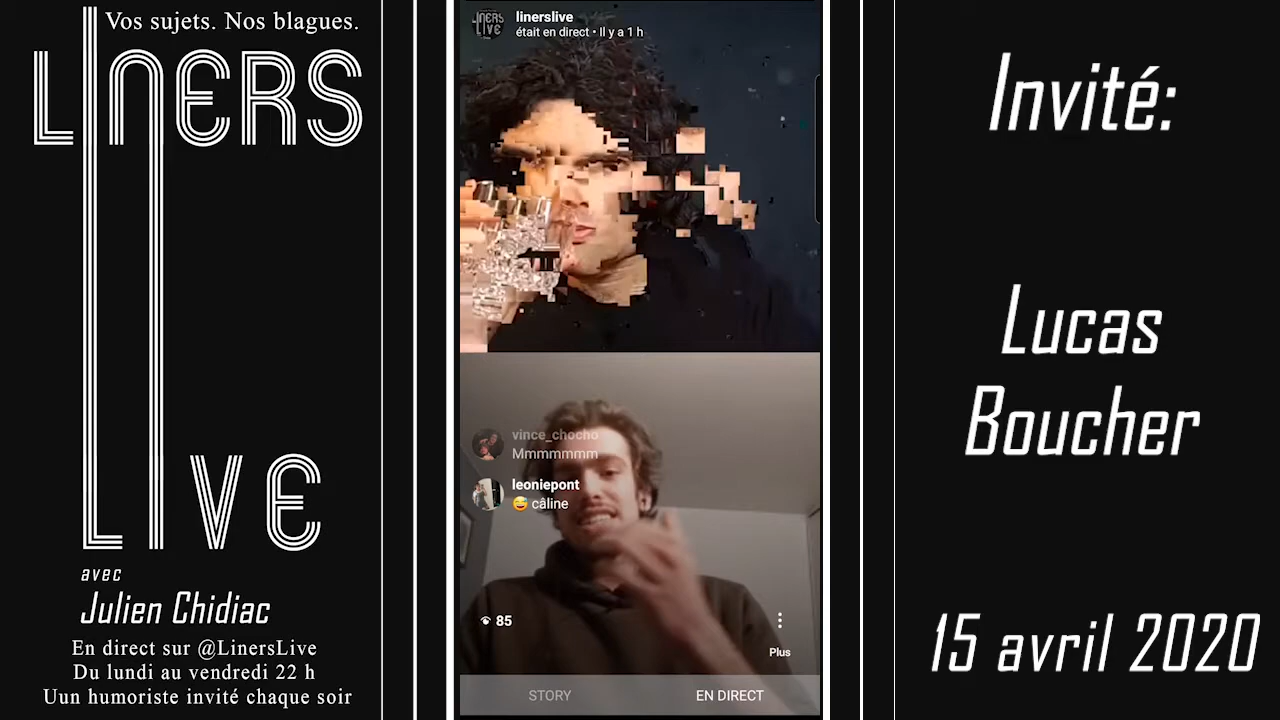 Vos sujets. Nos blagues.
LINERS
LIVE
avec
Julien Chidiac
En direct sur @LinersLive
Du lundi au vendredi 22 h
Uun humoriste invité chaque soir
LINERS
LIVE
linerslive
était en direct • Il y a 1 h
vince_chocho
Mmmmmmm
leoniepont
😅 câline
85
Plus
STORY
EN DIRECT
Invité:
Lucas
Boucher
15 avril 2020